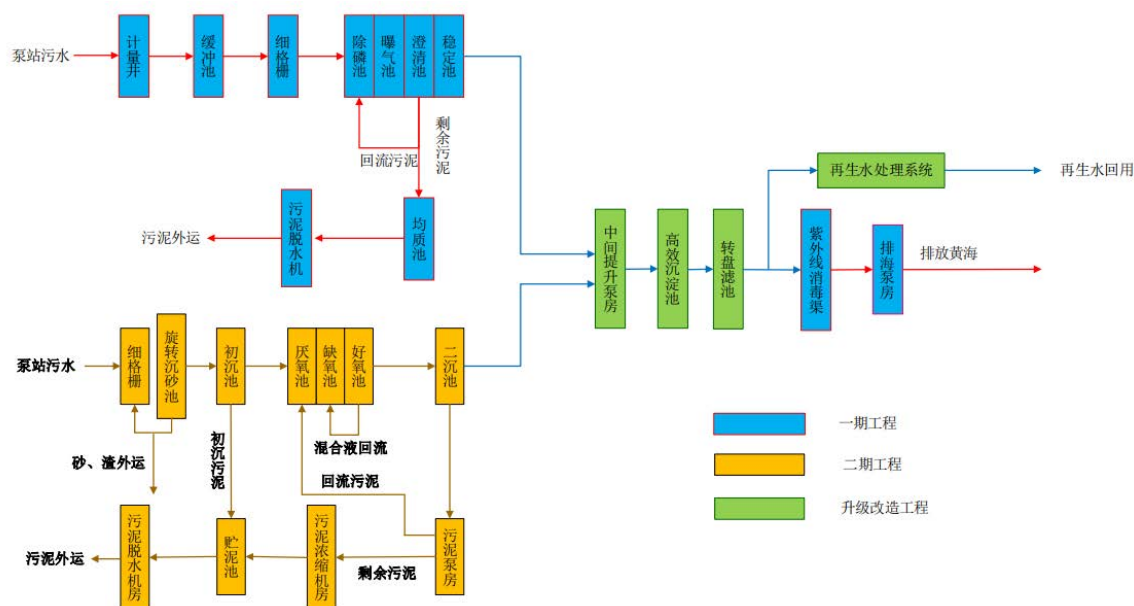 泵站污水
计量井
缓冲池
细格栅
除磷池
曝气池
澄清池
稳定池
回流污泥
剩余污泥
污泥外运
污泥脱水机
均质池
中间提升泵房
高效沉淀池
转盘滤池
再生水处理系统
再生水回用
紫外线消毒渠
排海泵房
排放黄海
泵站污水
细格栅
旋转沉砂池
初沉池
厌氧池
缺氧池
好氧池
二沉池
混合液回流
砂、渣外运
初沉污泥
回流污泥
污泥外运
污泥脱水机房
贮泥池
污泥浓缩机房
剩余污泥
污泥泵房
一期工程
二期工程
升级改造工程